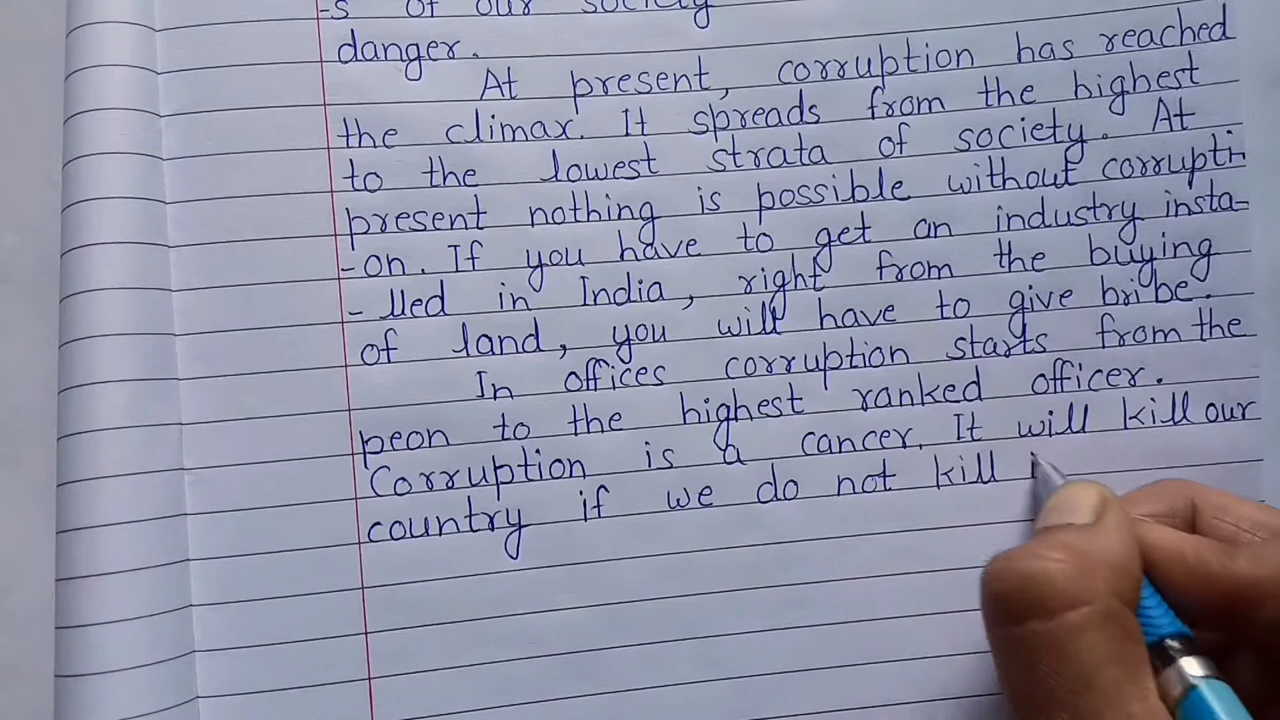 -s of our society
danger.
At present, corruption has reached
the climax. It spreads from the highest
to the lowest strata of society. At
present nothing is possible without corrupti
-on. If you have to get an industry insta-
-lled in India, right from the buying
of land, you will have to give bribe.
In offices corruption starts from the
peon to the highest ranked officer.
Corruption is a cancer. It will kill our
country if we do not kill i